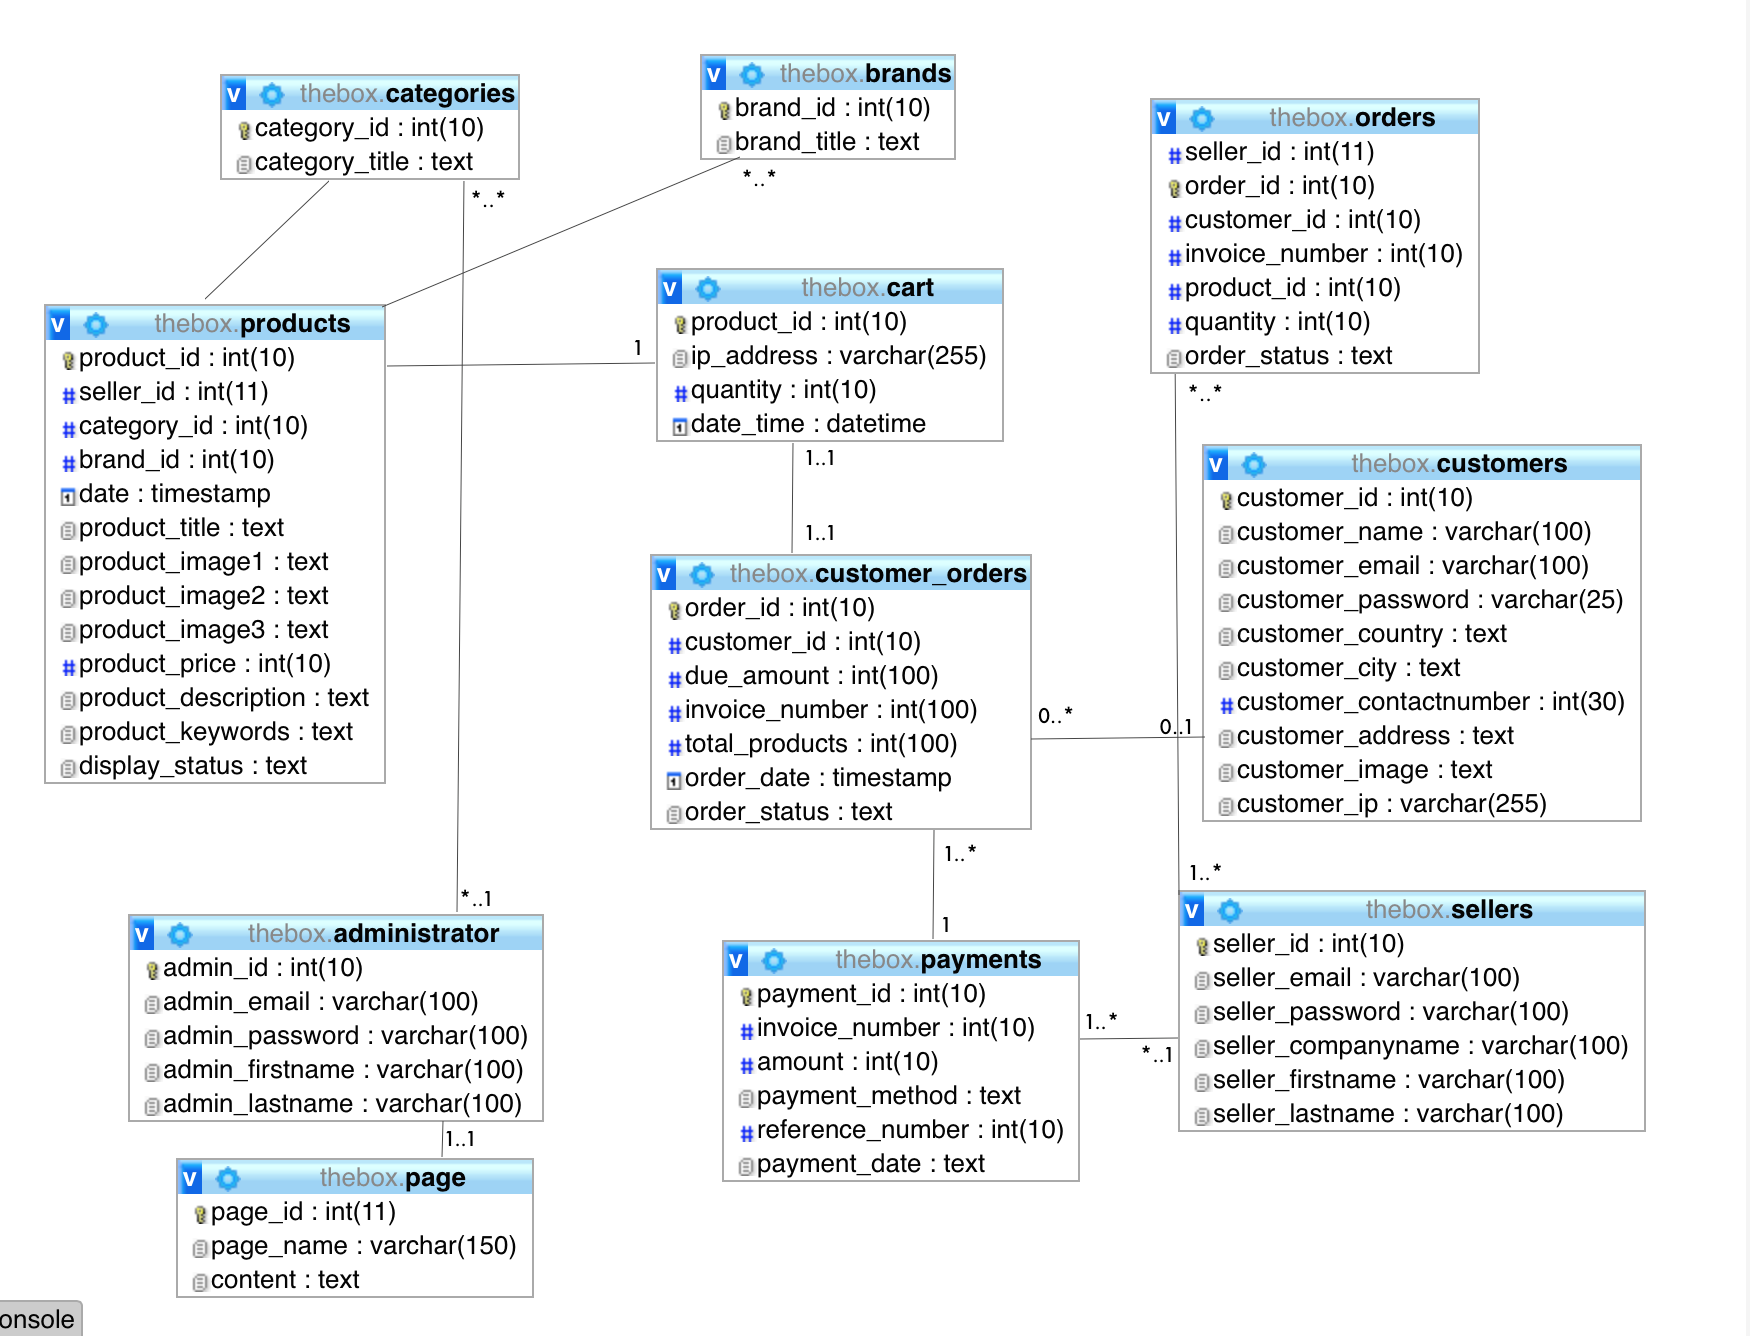 v thebox.categories
category_id : int(10)
category_title : text
*..*
v thebox.brands
brand_id : int(10)
brand_title : text
*..*
v thebox.orders
seller_id : int(11)
order_id : int(10)
customer_id : int(10)
invoice_number : int(10)
product_id : int(10)
quantity : int(10)
order_status : text
*..*
v thebox.products
product_id : int(10)
seller_id : int(11)
category_id : int(10)
brand_id : int(10)
date : timestamp
product_title : text
product_image1 : text
product_image2 : text
product_image3 : text
product_price : int(10)
product_description : text
product_keywords : text
display_status : text
1
v thebox.cart
product_id : int(10)
ip_address : varchar(255)
quantity : int(10)
date_time : datetime
1..1
1..1
v thebox.customer_orders
order_id : int(10)
customer_id : int(10)
due_amount : int(100)
invoice_number : int(100)
total_products : int(100)
order_date : timestamp
order_status : text
0..*
0..1
v thebox.customers
customer_id : int(10)
customer_name : varchar(100)
customer_email : varchar(100)
customer_password : varchar(25)
customer_country : text
customer_city : text
customer_contactnumber : int(30)
customer_address : text
customer_image : text
customer_ip : varchar(255)
1..*
1
1..*
*..1
v thebox.administrator
admin_id : int(10)
admin_email : varchar(100)
admin_password : varchar(100)
admin_firstname : varchar(100)
admin_lastname : varchar(100)
1..1
v thebox.payments
payment_id : int(10)
invoice_number : int(10)
amount : int(10)
payment_method : text
reference_number : int(10)
payment_date : text
1..*
*..1
v thebox.sellers
seller_id : int(10)
seller_email : varchar(100)
seller_password : varchar(100)
seller_companyname : varchar(100)
seller_firstname : varchar(100)
seller_lastname : varchar(100)
v thebox.page
page_id : int(11)
page_name : varchar(150)
content : text
onsole